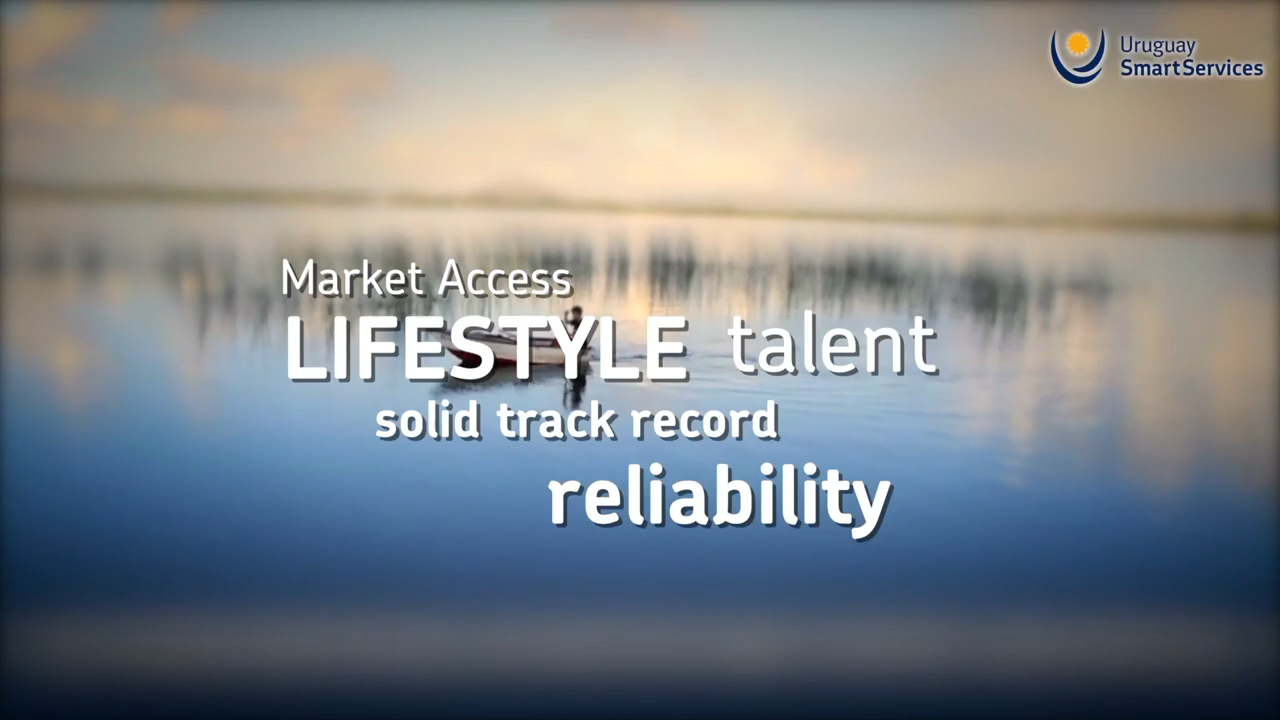 Uruguay
SmartServices
Market Access
LIFESTYLE talent
solid track record
reliability